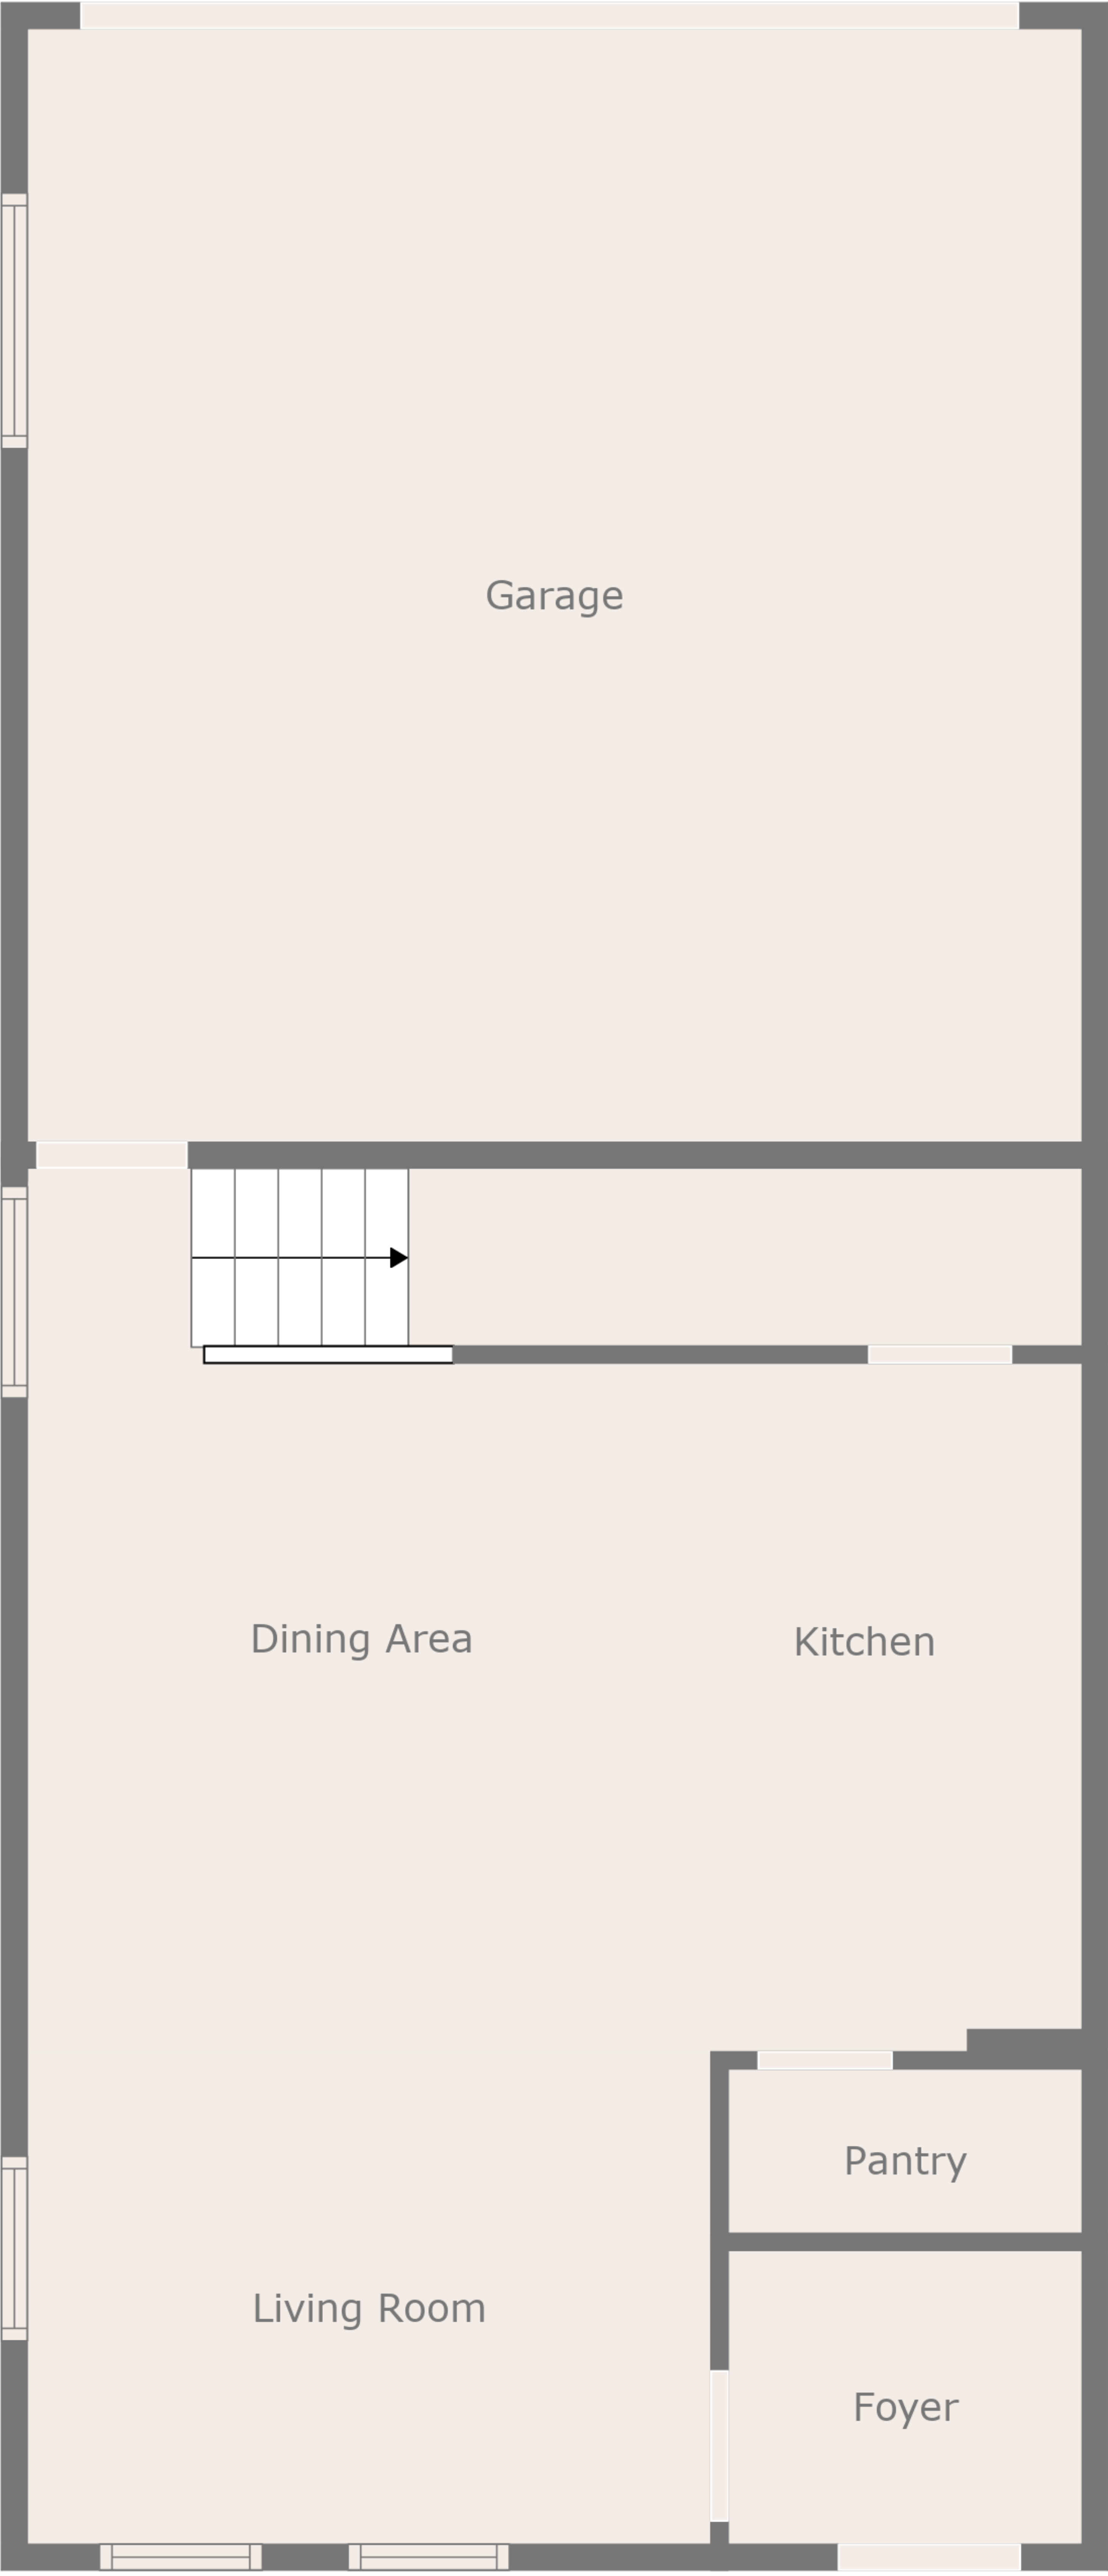 Garage
Dining Area
Kitchen
Pantry
Living Room
Foyer